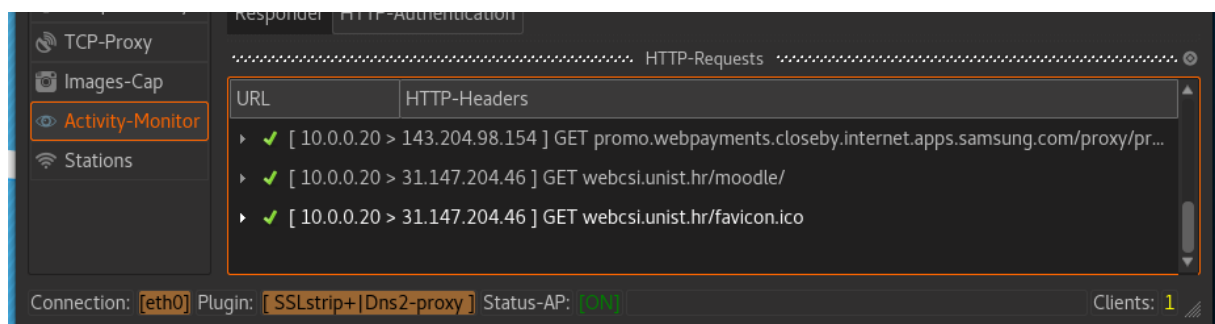 Responder HTTP-Authentication
TCP-Proxy
HTTP-Requests
Images-Cap
URL HTTP-Headers
Activity-Monitor
[ 10.0.0.20 > 143.204.98.154 ] GET promo.webpayments.closeby.internet.apps.samsung.com/proxy/pr...
Stations
[ 10.0.0.20 > 31.147.204.46 ] GET webcsi.unist.hr/moodle/
[ 10.0.0.20 > 31.147.204.46 ] GET webcsi.unist.hr/favicon.ico
Connection: [eth0] Plugin: [ SSLstrip+|Dns2-proxy ] Status-AP: [ON] Clients: 1